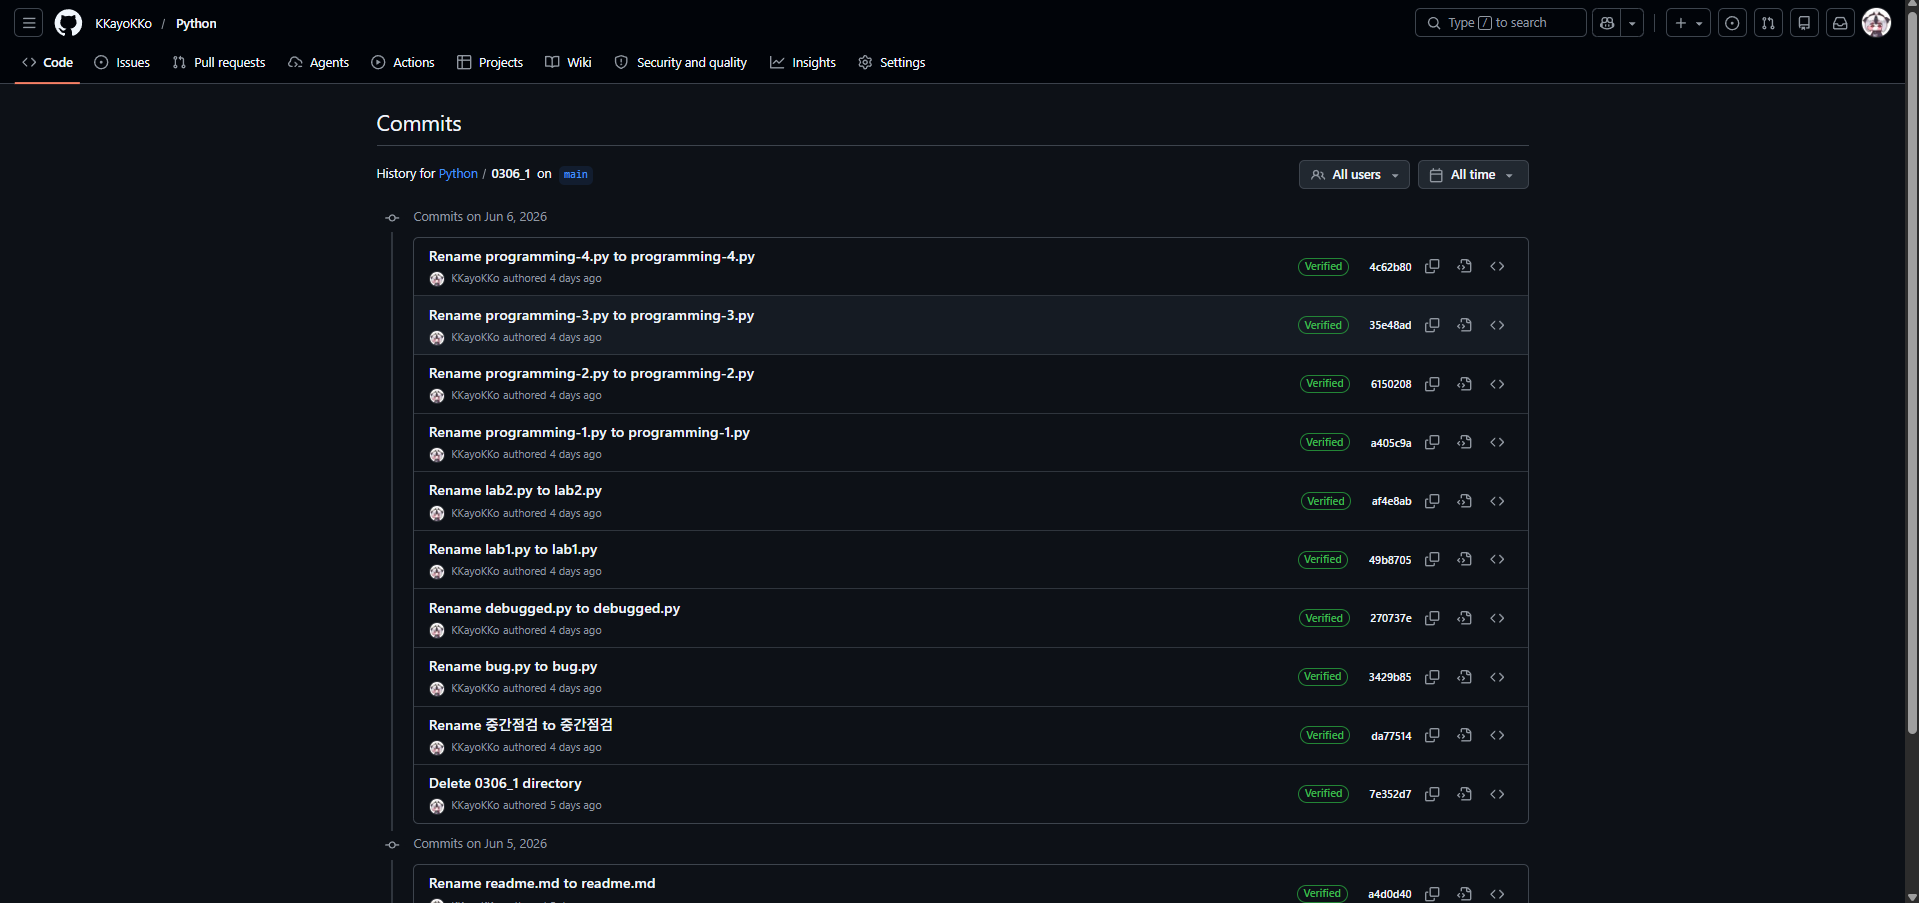 KKayoKKo / Python
Type / to search
Code Issues Pull requests Agents Actions Projects Wiki Security and quality Insights Settings
Commits
History for Python / 0306_1 on main
All users All time
Commits on Jun 6, 2026
Rename programming-4.py to programming-4.py
KKayoKKo authored 4 days ago
Verified 4c62b80
Rename programming-3.py to programming-3.py
KKayoKKo authored 4 days ago
Verified 35e48ad
Rename programming-2.py to programming-2.py
KKayoKKo authored 4 days ago
Verified 6150208
Rename programming-1.py to programming-1.py
KKayoKKo authored 4 days ago
Verified a405c9a
Rename lab2.py to lab2.py
KKayoKKo authored 4 days ago
Verified af4e8ab
Rename lab1.py to lab1.py
KKayoKKo authored 4 days ago
Verified 49b8705
Rename debugged.py to debugged.py
KKayoKKo authored 4 days ago
Verified 270737e
Rename bug.py to bug.py
KKayoKKo authored 4 days ago
Verified 3429b85
Rename 중간점검 to 중간점검
KKayoKKo authored 4 days ago
Verified da77514
Delete 0306_1 directory
KKayoKKo authored 5 days ago
Verified 7e352d7
Commits on Jun 5, 2026
Rename readme.md to readme.md
Verified a4d0d40